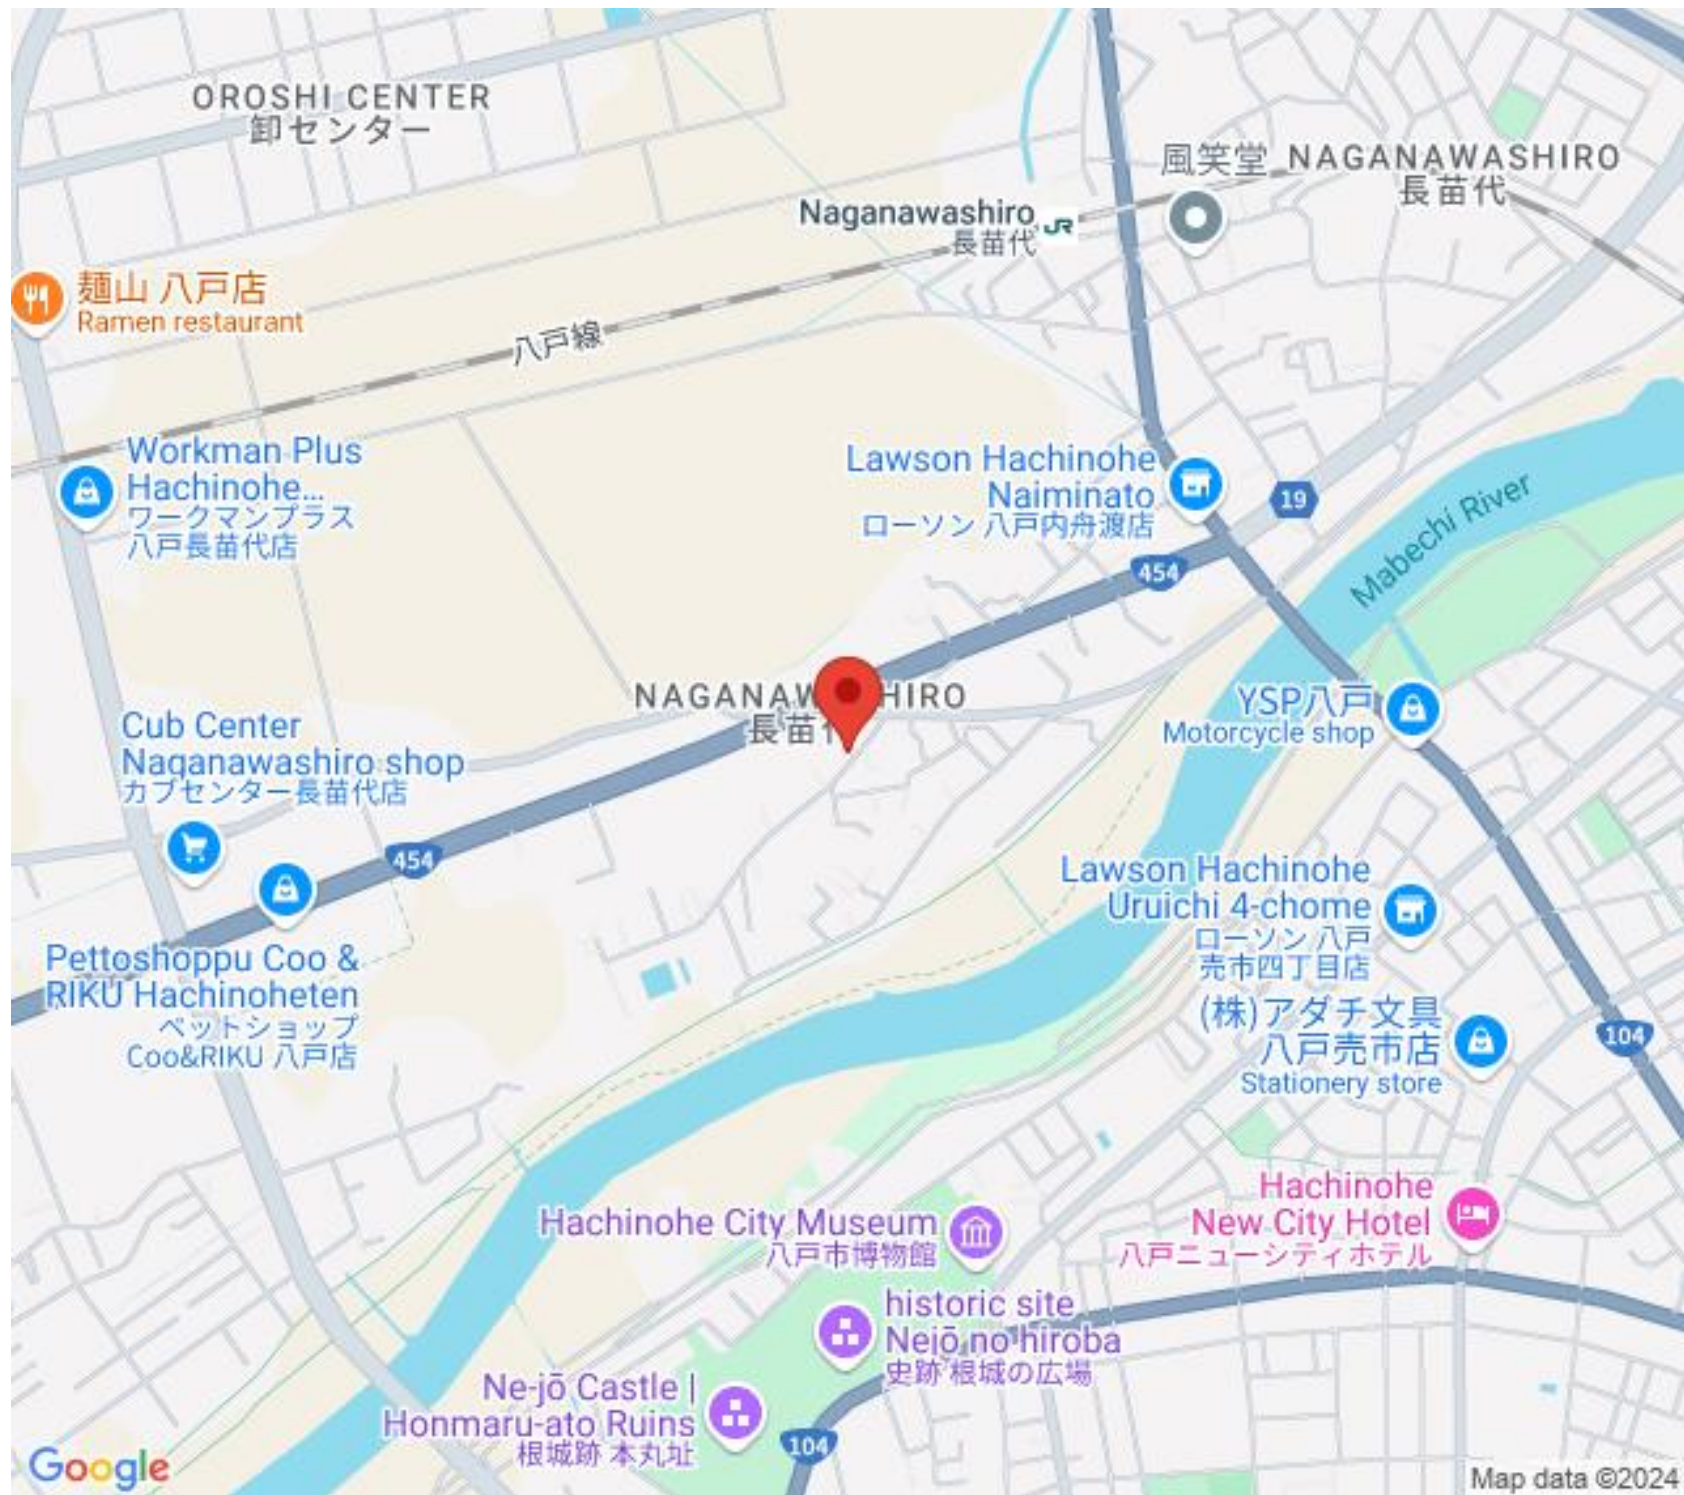 OROSHI CENTER
卸センター
風笑堂
NAGANAWASHIRO
長苗代
Naganawashiro
長苗代
JR
麺山 八戸店
Ramen restaurant
八戸線
Workman Plus
Hachinohe...
ワークマンプラス
八戸長苗代店
Lawson Hachinohe
Naiminato
ローソン 八戸内舟渡店
19
Mabechi River
454
NAGANAW HIRO
長苗
YSP八戸
Motorcycle shop
Cub Center
Naganawashiro shop
カブセンター長苗代店
454
Lawson Hachinohe
Uruichi 4-chome
ローソン 八戸
売市四丁目店
Pettoshoppu Coo &
RIKU Hachinoheten
ペットショップ
Coo&RIKU 八戸店
(株)アダチ文具
八戸売市店
Stationery store
104
Hachinohe
New City Hotel
八戸ニューシティホテル
Hachinohe City Museum
八戸市博物館
historic site
Nejō no hiroba
史跡 根城の広場
Ne-jō Castle |
Honmaru-ato Ruins
根城跡 本丸址
104
Google
Map data ©2024